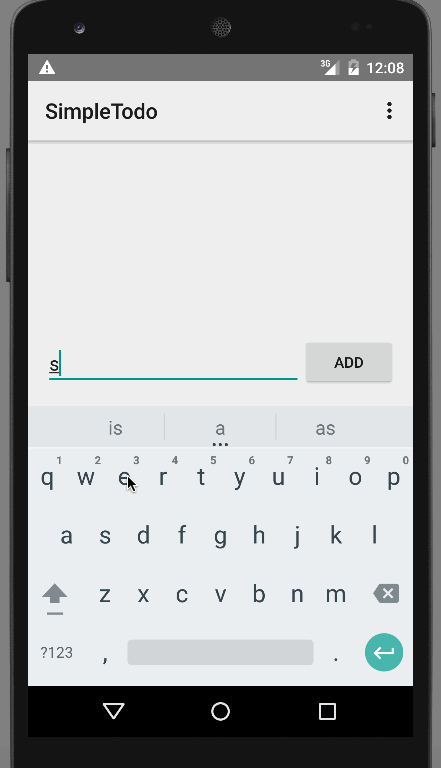 3G 12:08
SimpleTodo
s ADD
is a as
1 2 3 4 5 6 7 8 9 0
q w e r t y u i o p
a s d f g h j k l
z x c v b n m
?123 , .